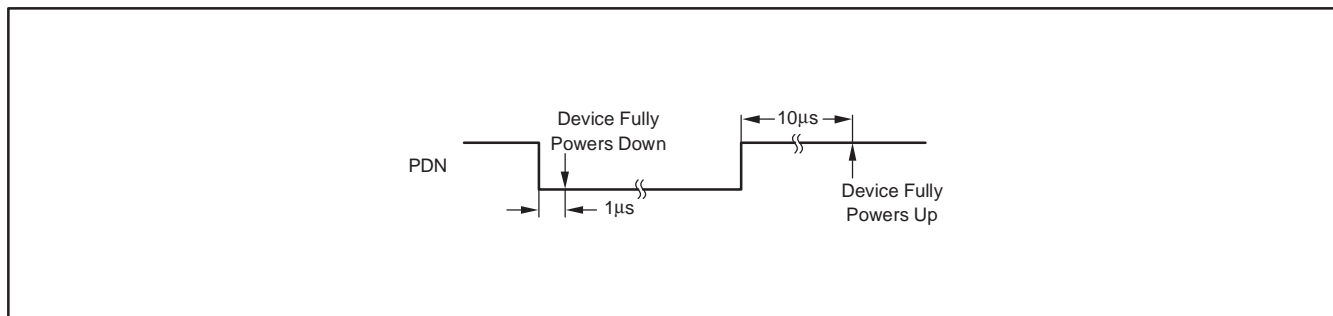 Device Fully
Powers Down
10μs
PDN
1μs
Device Fully
Powers Up